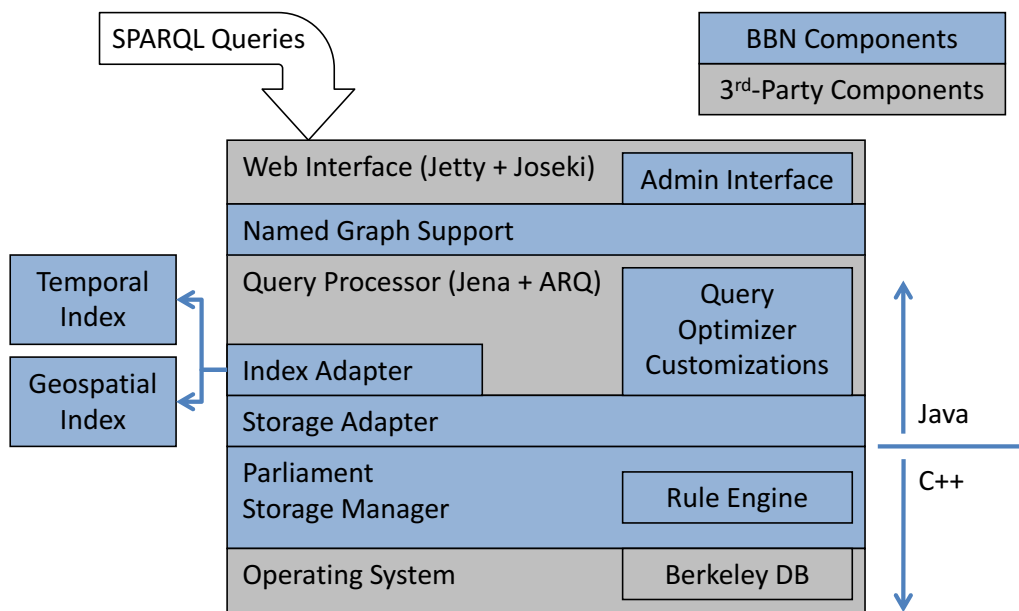 SPARQL Queries
BBN Components
3rd-Party Components
Web Interface (Jetty + Joseki)
Admin Interface
Named Graph Support
Temporal
Index
Geospatial
Index
Query Processor (Jena + ARQ)
Query
Optimizer
Customizations
Index Adapter
Storage Adapter
Java
C++
Parliament
Storage Manager
Rule Engine
Operating System
Berkeley DB